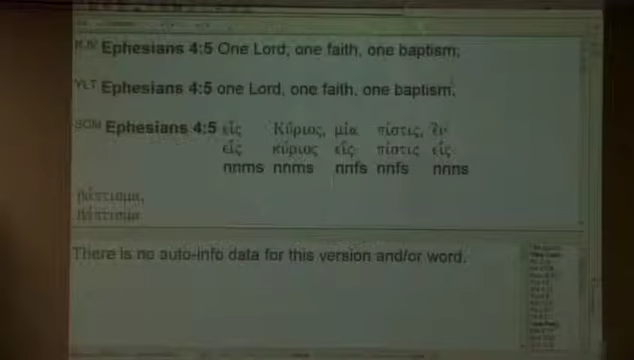 KJV Ephesians 4:5 One Lord, one faith, one baptism,
YLT Ephesians 4:5 one Lord, one faith, one baptism,
SCM Ephesians 4:5 εἷς Κύριος, μία πίστις, ἓν
εἷς κύριος εἷς πίστις εἷς
nnms nnms nnfs nnfs nnns
βάπτισμα,
βάπτισμα
There is no auto-info data for this version and/or word.